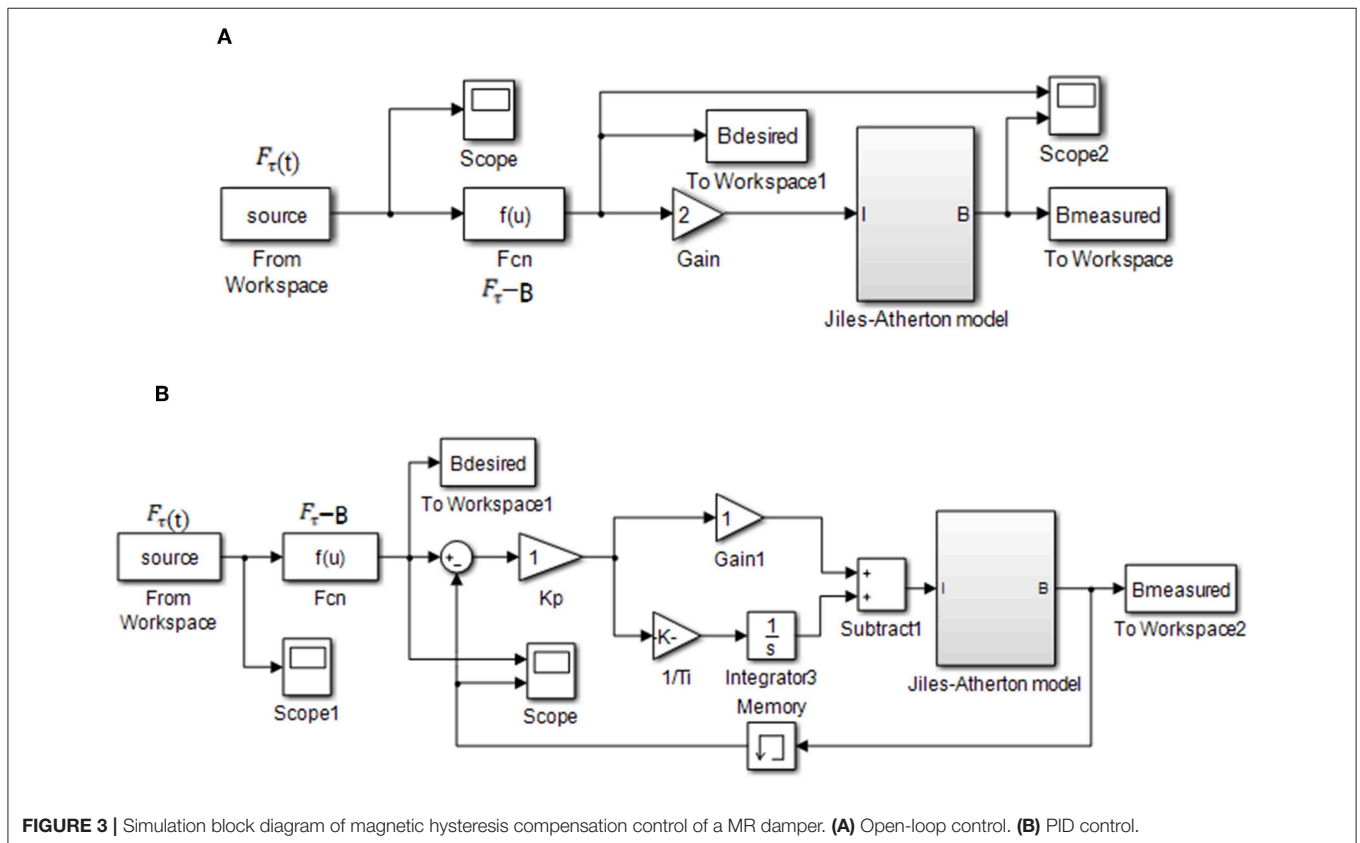 A
Scope
Bdesired
To Workspace1
Scope2
Fτ(t)
source
From
Workspace
f(u)
Fcn
Fτ−B
2
Gain
I
B
Jiles-Atherton model
Bmeasured
To Workspace
B
Bdesired
To Workspace1
Fτ(t)
source
From
Workspace
Fτ−B
f(u)
Fcn
Scope1
+
−
1
Kp
Scope
1
Gain1
-K-
1/Ti
1
s
Integrator3
+
+
Subtract1
I
B
Jiles-Atherton model
Bmeasured
To Workspace2
Memory
FIGURE 3 | Simulation block diagram of magnetic hysteresis compensation control of a MR damper. (A) Open-loop control. (B) PID control.